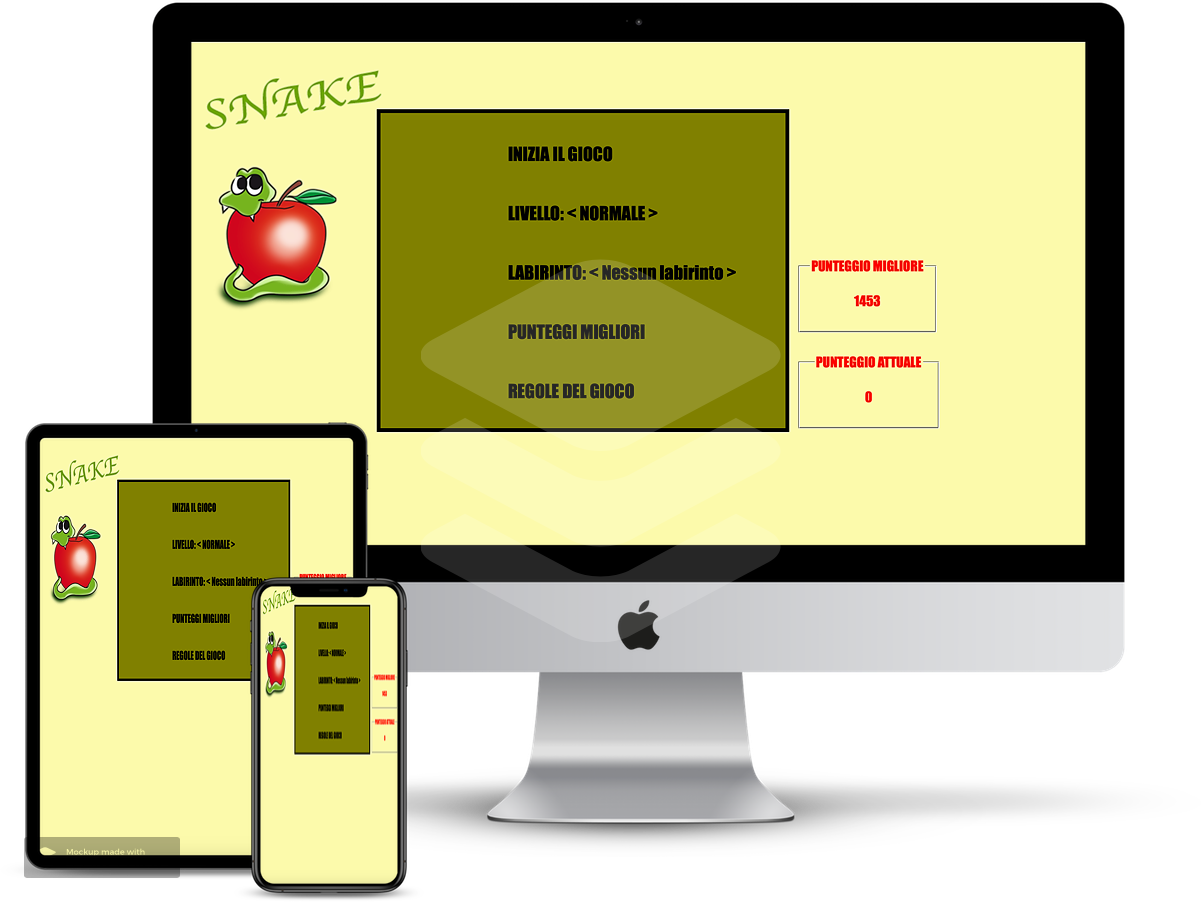 SNAKE
INIZIA IL GIOCO
LIVELLO: < NORMALE >
LABIRINTO: < Nessun labirinto >
PUNTEGGI MIGLIORI
REGOLE DEL GIOCO
PUNTEGGIO MIGLIORE
1453
PUNTEGGIO ATTUALE
0
SNAKE
INIZIA IL GIOCO
LIVELLO: < NORMALE >
LABIRINTO: < Nessun labirinto
PUNTEGGI MIGLIORI
REGOLE DEL GIOCO
PUNTEGGIO MIGLIORE
SNAKE
INIZIA IL GIOCO
LIVELLO: < NORMALE >
LABIRINTO: < Nessun labirinto >
PUNTEGGI MIGLIORI
REGOLE DEL GIOCO
PUNTEGGIO MIGLIORE
1453
PUNTEGGIO ATTUALE
0
Mockup made with